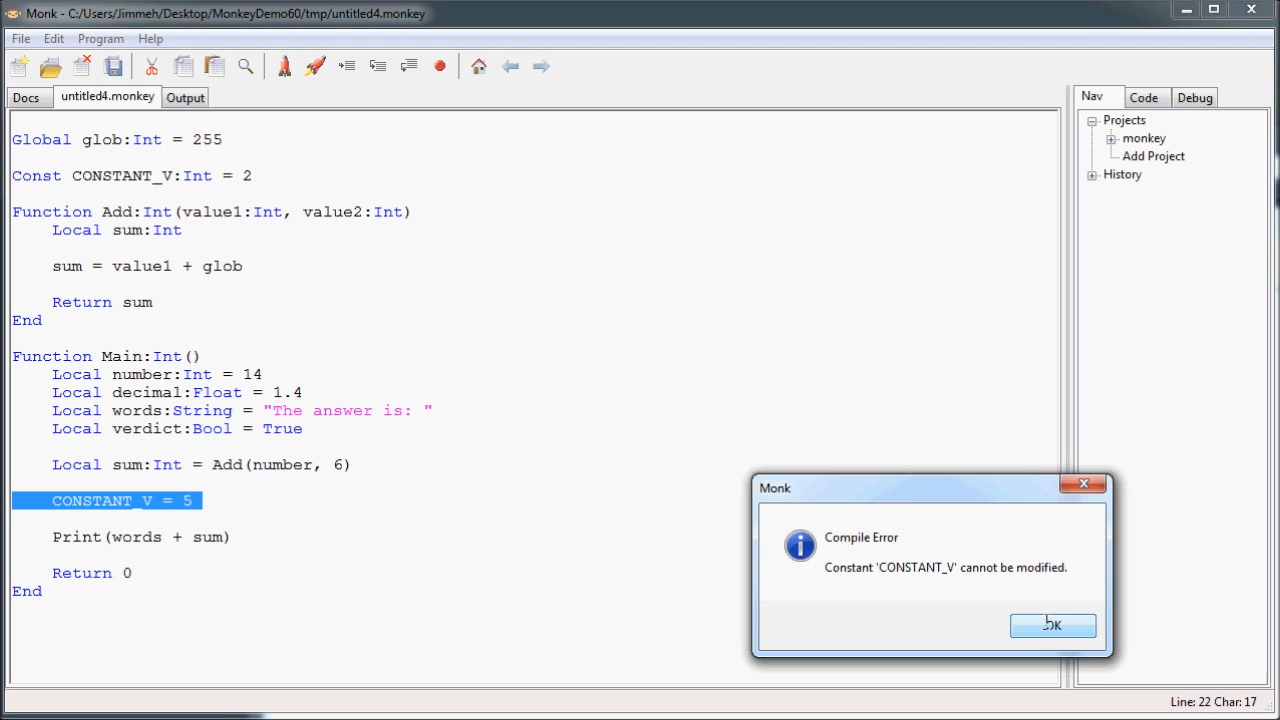 Monk - C:/Users/Jimmeh/Desktop/MonkeyDemo60/tmp/untitled4.monkey
File Edit Program Help
Docs untitled4.monkey Output
Nav Code Debug
Global glob:Int = 255
Const CONSTANT_V:Int = 2
Function Add:Int(value1:Int, value2:Int)
Local sum:Int
sum = value1 + glob
Return sum
End
Function Main:Int()
Local number:Int = 14
Local decimal:Float = 1.4
Local words:String = "The answer is: "
Local verdict:Bool = True
Local sum:Int = Add(number, 6)
CONSTANT_V = 5
Print(words + sum)
Return 0
End
Projects
monkey
Add Project
History
Monk
Compile Error
Constant 'CONSTANT_V' cannot be modified.
OK
Line: 22 Char: 17